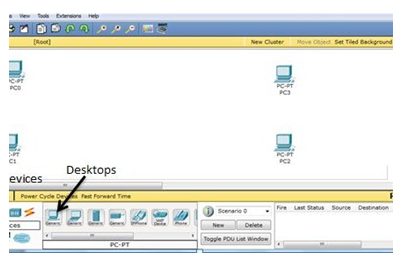 View Tools Extensions Help
[Root] New Cluster Move Object Set Tiled Background
PC-PT
PC0
PC-PT
PC3
PC-PT
C1
PC-PT
PC2
Desktops
evices
Power Cycle Devices Fast Forward Time
Scenario 0
New Delete
Toggle PDU List Window
Fire Last Status Source Destination
Generic Generic Generic Generic IPPhone
PC-PT